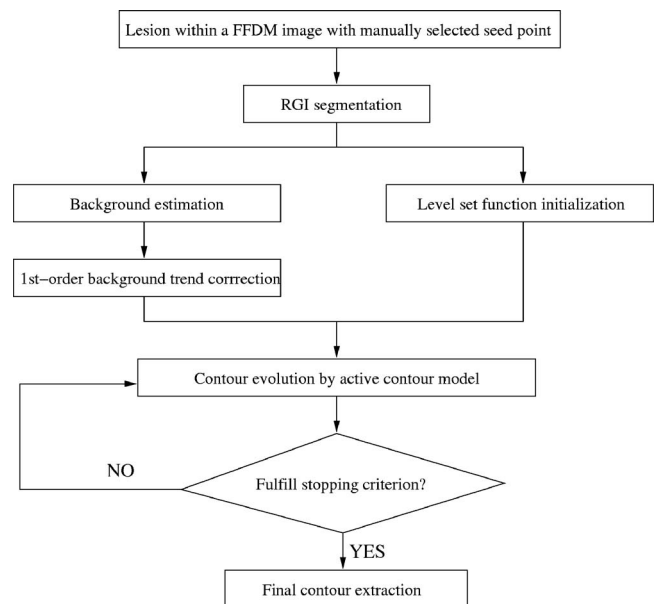 Lesion within a FFDM image with manually selected seed point
RGI segmentation
Background estimation
Level set function initialization
1st−order background trend corrrection
Contour evolution by active contour model
NO
Fulfill stopping criterion?
YES
Final contour extraction